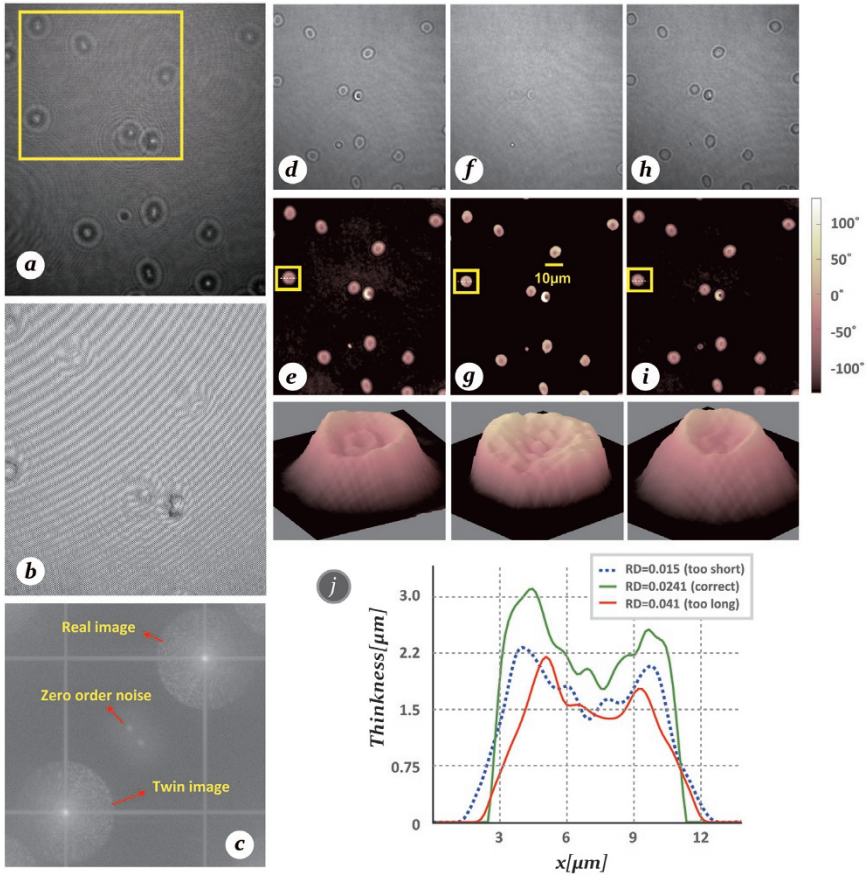 a
b
Real image
Zero order noise
Twin image
c
d
f
h
e
10μm
g
i
100°
50°
0°
-50°
-100°
j
RD=0.015 (too short)
RD=0.0241 (correct)
RD=0.041 (too long)
Thinkness[μm]
3.0
2.2
1.5
0.75
3
6
9
12
x[μm]